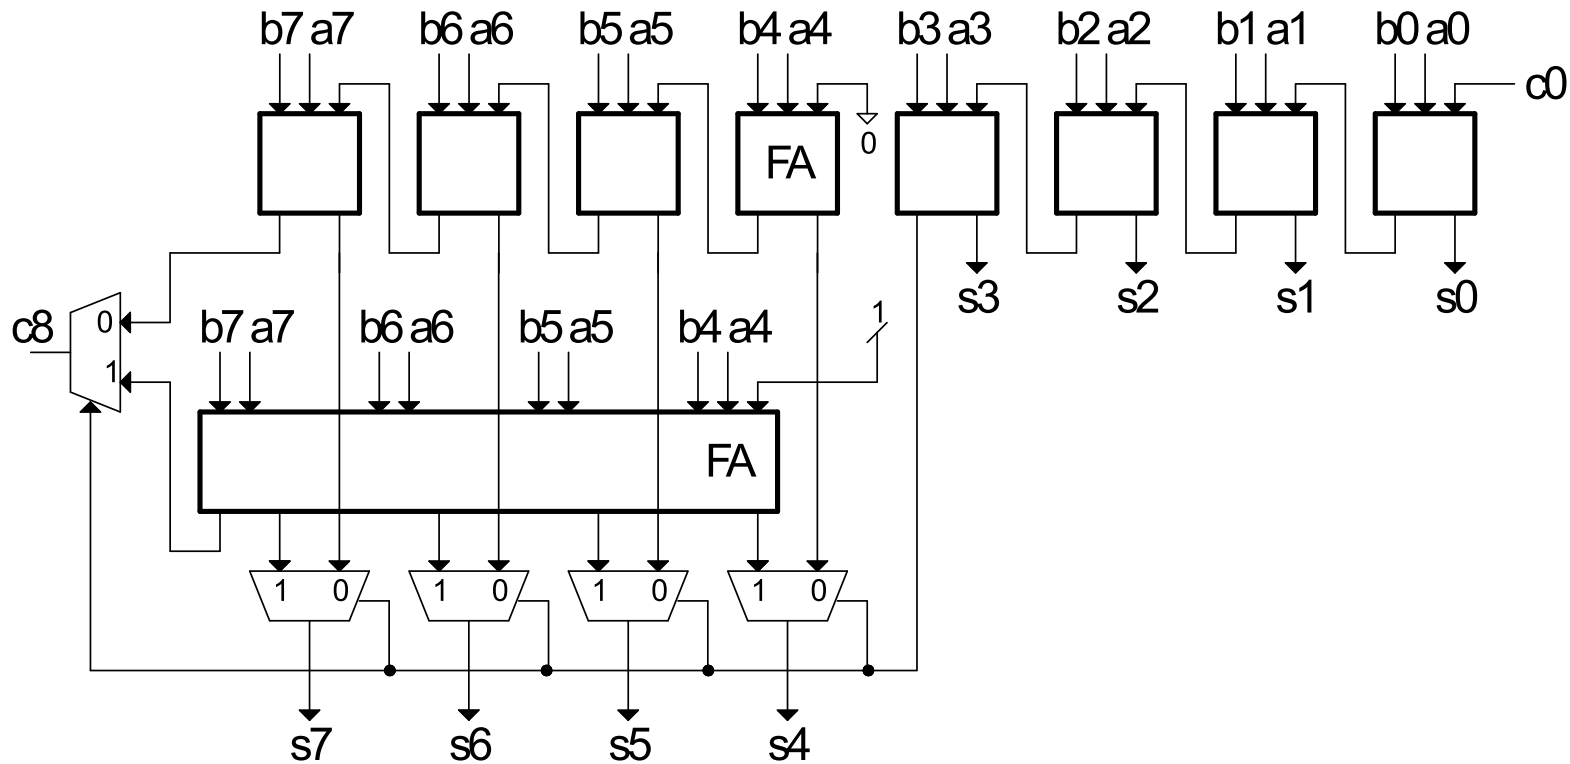 b7 a7 b6 a6 b5 a5 b4 a4 b3 a3 b2 a2 b1 a1 b0 a0
c0
FA
0
s3 s2 s1 s0
c8 0 b7 a7 b6 a6 b5 a5 b4 a4 1
1
FA
1 0 1 0 1 0 1 0
s7 s6 s5 s4